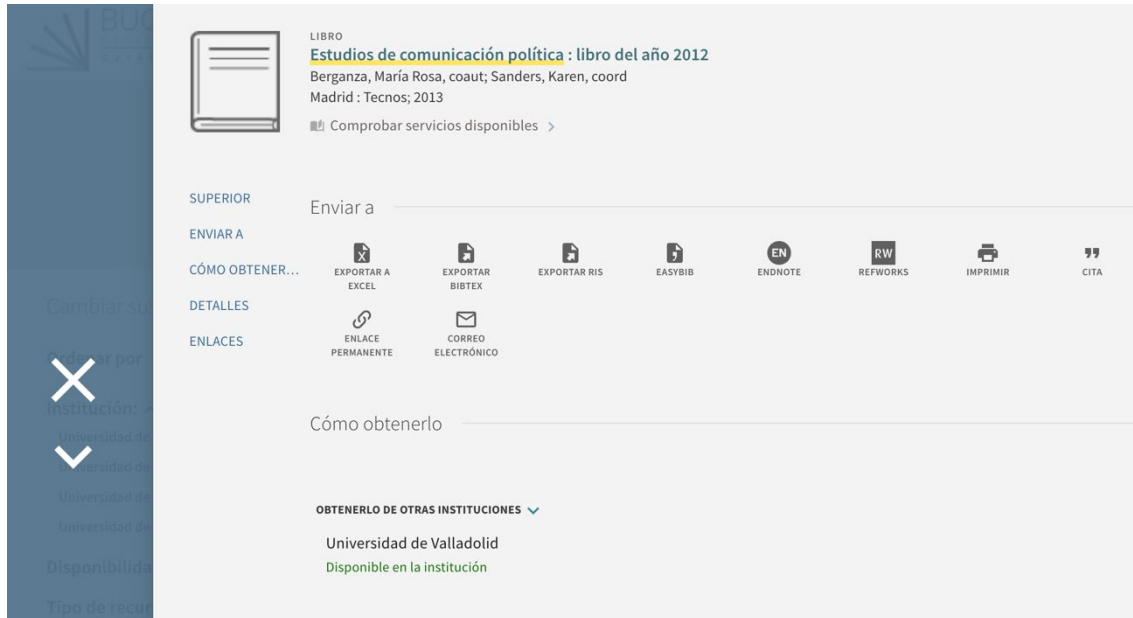 BUC
LIBRO
Estudios de comunicación política : libro del año 2012
Berganza, María Rosa, coaut; Sanders, Karen, coord
Madrid : Tecnos; 2013
Comprobar servicios disponibles
SUPERIOR
ENVIAR A
CÓMO OBTENER...
DETALLES
ENLACES
Enviar a
EXPORTAR A EXCEL
EXPORTAR BIBTEX
EXPORTAR RIS
EASYBIB
EN
ENDNOTE
RW
REFWORKS
IMPRIMIR
CITA
ENLACE PERMANENTE
CORREO ELECTRÓNICO
Cambiar sus
Ordenar por
Institución:
Universidad de
Universidad de
Universidad de
Universidad de
Disponibilida
Tipo de recur
Cómo obtenerlo
OBTENERLO DE OTRAS INSTITUCIONES
Universidad de Valladolid
Disponible en la institución